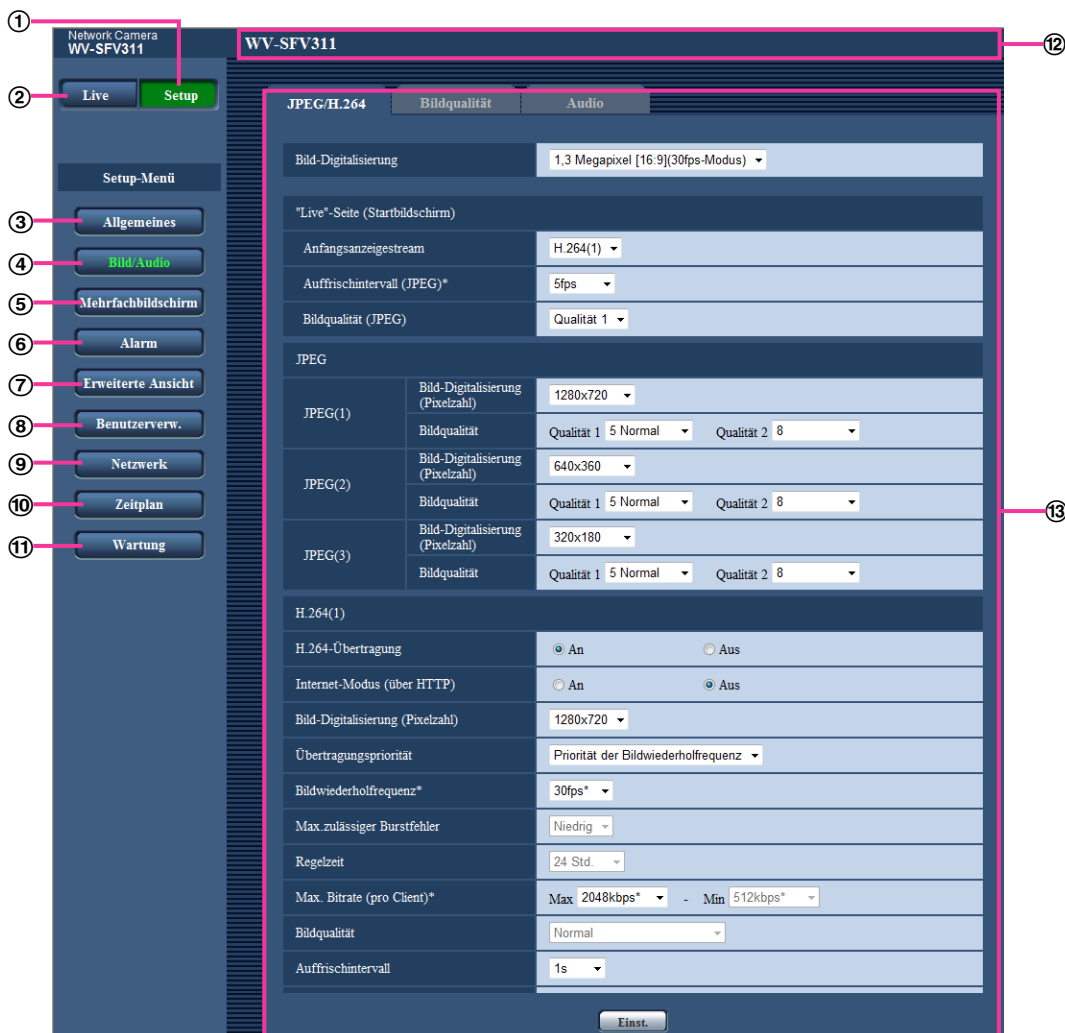 ①
Network Camera
WV-SFV311
WV-SFV311
⑫
②
Live
Setup
JPEG/H.264
Bildqualität
Audio
Bild-Digitalisierung
1,3 Megapixel [16:9](30fps-Modus)
Setup-Menü
"Live"-Seite (Startbildschirm)
③
Allgemeines
Anfangsanzeigestream
H.264(1)
④
Bild/Audio
Auffrischintervall (JPEG)*
5fps
⑤
Mehrfachbildschirm
Bildqualität (JPEG)
Qualität 1
⑥
Alarm
JPEG
⑦
Erweiterte Ansicht
JPEG(1)
Bild-Digitalisierung
(Pixelzahl)
1280x720
⑧
Benutzerverw.
Bildqualität
Qualität 1 5 Normal Qualität 2 8
⑨
Netzwerk
JPEG(2)
Bild-Digitalisierung
(Pixelzahl)
640x360
⑩
Zeitplan
Bildqualität
Qualität 1 5 Normal Qualität 2 8
⑬
⑪
Wartung
JPEG(3)
Bild-Digitalisierung
(Pixelzahl)
320x180
Bildqualität
Qualität 1 5 Normal Qualität 2 8
H.264(1)
H.264-Übertragung
An Aus
Internet-Modus (über HTTP)
An Aus
Bild-Digitalisierung (Pixelzahl)
1280x720
Übertragungspriorität
Priorität der Bildwiederholfrequenz
Bildwiederholfrequenz*
30fps*
Max.zulässiger Burstfehler
Niedrig
Regelzeit
24 Std.
Max. Bitrate (pro Client)*
Max 2048kbps* - Min 512kbps*
Bildqualität
Normal
Auffrischintervall
1s
Einst.